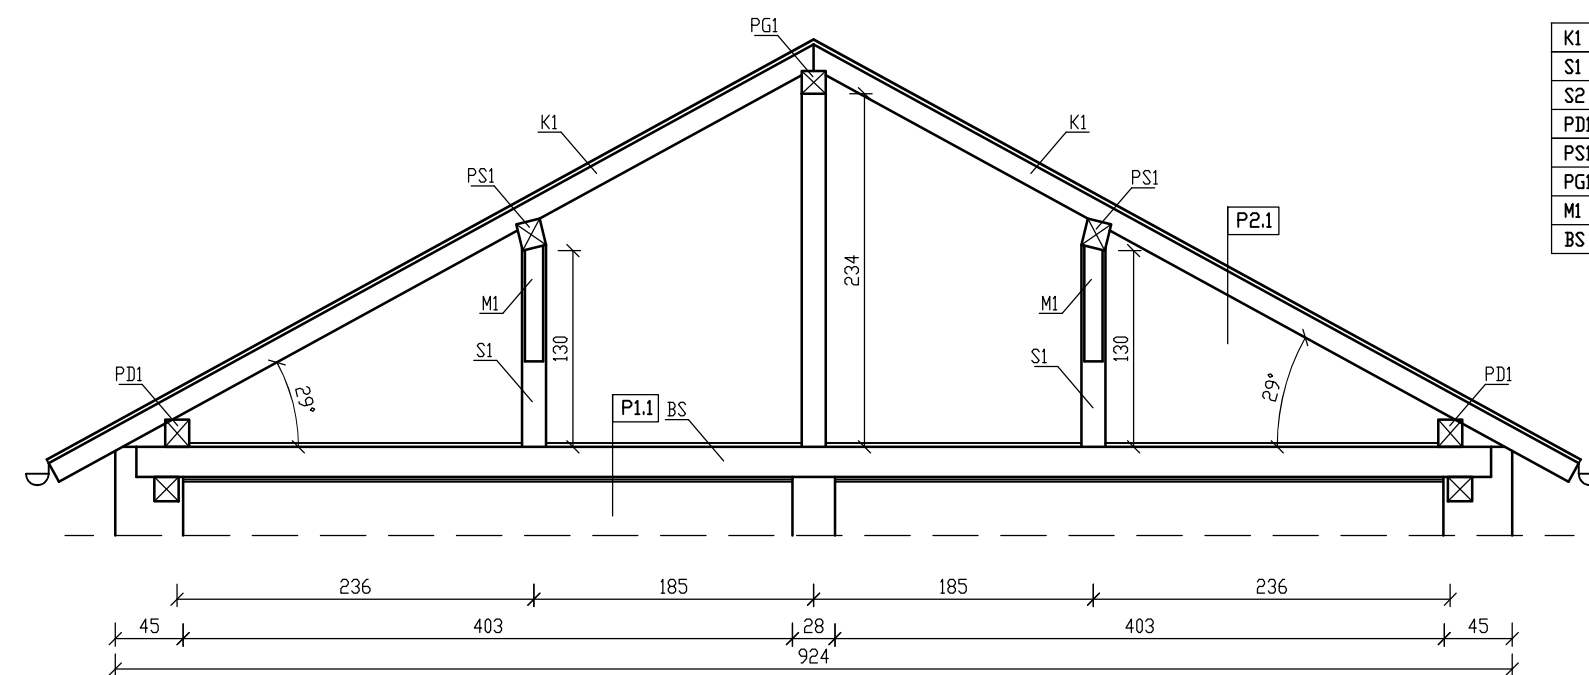 PG1
K1
K1
K1
S1
S2
PD1
PS1
PG1
M1
BS
PS1
PS1
P2.1
234
M1
M1
130
130
S1
S1
PD1
PD1
29°
29°
P1.1 BS
236 185 185 236
45 403 28 403 45
924